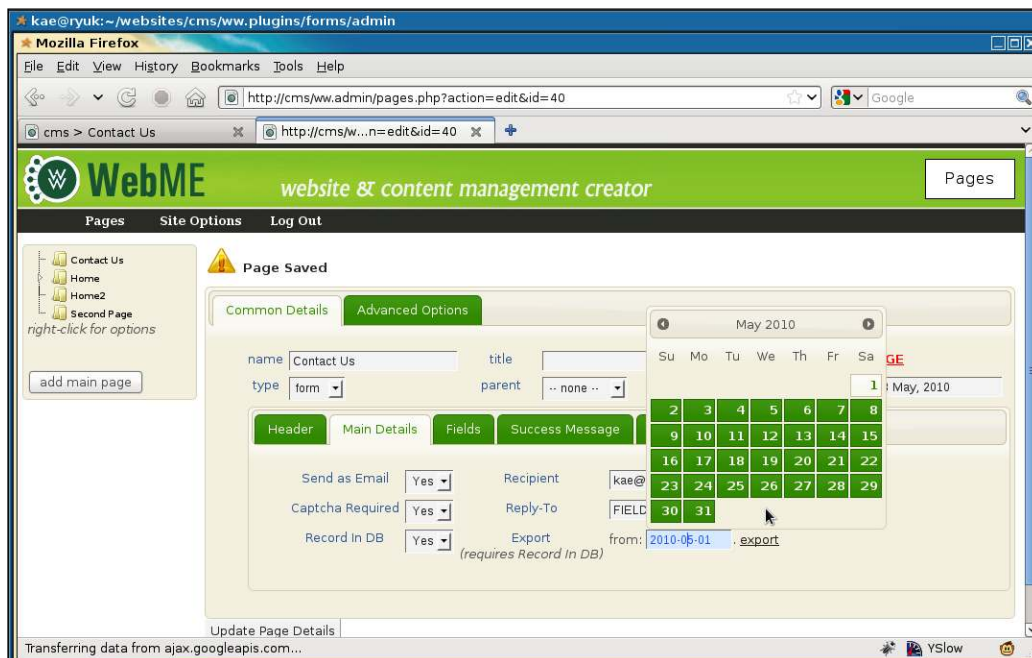 kae@ryuk:~/websites/cms/ww.plugins/forms/admin
Mozilla Firefox
File Edit View History Bookmarks Tools Help
http://cms/ww.admin/pages.php?action=edit&id=40
Google
cms > Contact Us
http://cms/w...n=edit&id=40
WebME
website & content management creator
Pages
Pages Site Options Log Out
Contact Us
Home
Home2
Second Page
right-click for options
add main page
Page Saved
Common Details Advanced Options
name Contact Us title
type form parent -- none -- May, 2010
Header Main Details Fields Success Message
Send as Email Yes Recipient kae@
Captcha Required Yes Reply-To FIELD
Record In DB Yes Export from: 2010-05-01 . export
(requires Record In DB)
May 2010
Su Mo Tu We Th Fr Sa
1
2 3 4 5 6 7 8
9 10 11 12 13 14 15
16 17 18 19 20 21 22
23 24 25 26 27 28 29
30 31
Update Page Details
Transferring data from ajax.googleapis.com...
YSlow